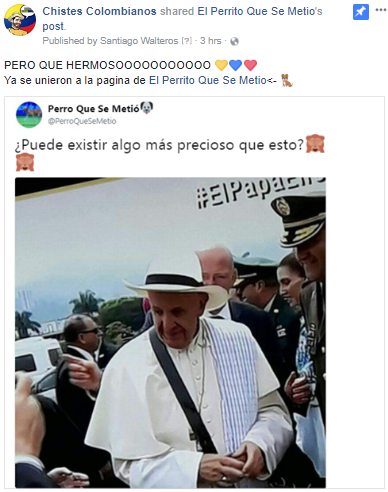 Chistes Colombianos shared El Perrito Que Se Metio's
post.
Published by Santiago Walteros [?] · 3 hrs ·
PERO QUE HERMOSOOOOOOOOOOO 💛💙❤️
Ya se unieron a la pagina de El Perrito Que Se Metio<- 🐕
Perro Que Se Metió🐶
@PerroQueSeMetio
¿Puede existir algo más precioso que esto?🙈
🙈
#ElPapaEn